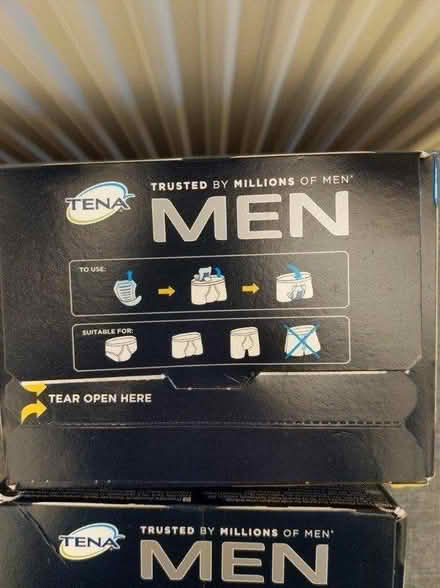 TENA
TRUSTED BY MILLIONS OF MEN*
MEN
TO USE:
SUITABLE FOR:
TEAR OPEN HERE
TENA
TRUSTED BY MILLIONS OF MEN*
MEN